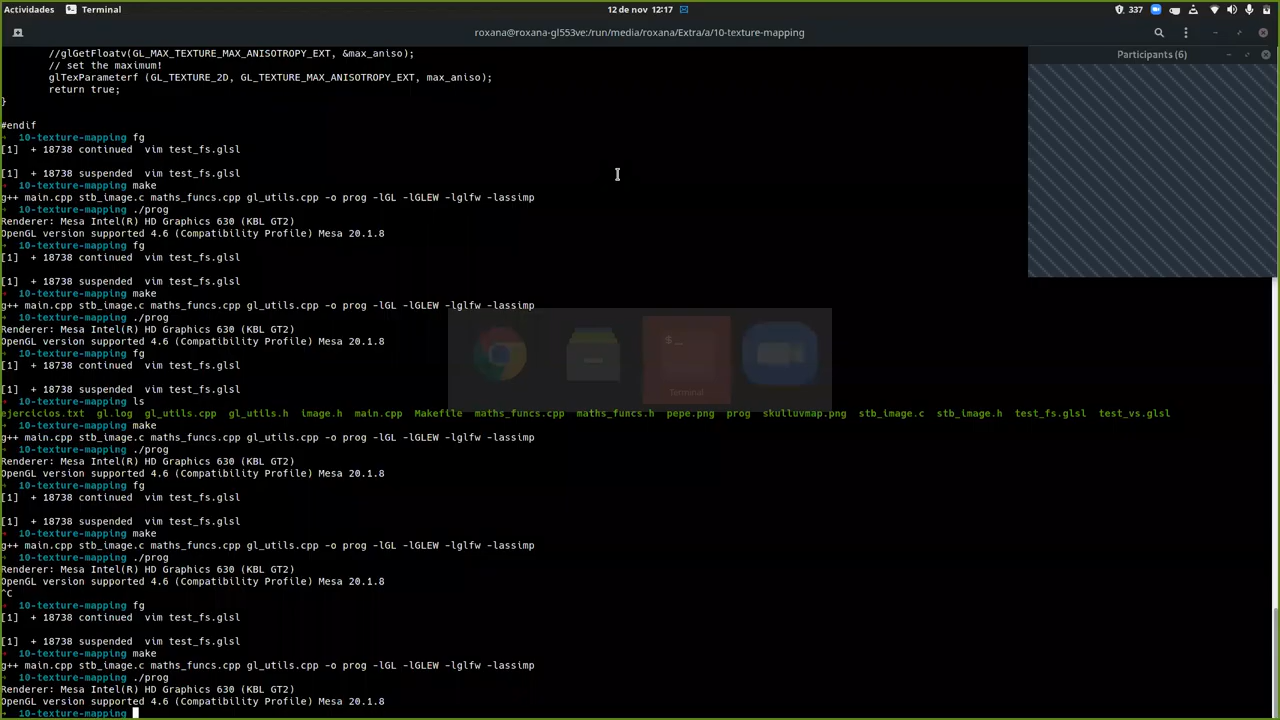 Actividades Terminal 12 de nov 12:17 337
roxana@roxana-gl553ve:/run/media/roxana/Extra/a/10-texture-mapping
Participants (6)
//glGetFloatv(GL_MAX_TEXTURE_MAX_ANISOTROPY_EXT, &max_aniso);
// set the maximum!
glTexParameterf (GL_TEXTURE_2D, GL_TEXTURE_MAX_ANISOTROPY_EXT, max_aniso);
return true;
}
#endif
10-texture-mapping fg
[1]  + 18738 continued  vim test_fs.glsl
[1]  + 18738 suspended  vim test_fs.glsl
10-texture-mapping make
g++ main.cpp stb_image.c maths_funcs.cpp gl_utils.cpp -o prog -lGL -lGLEW -lglfw -lassimp
10-texture-mapping ./prog
Renderer: Mesa Intel(R) HD Graphics 630 (KBL GT2)
OpenGL version supported 4.6 (Compatibility Profile) Mesa 20.1.8
10-texture-mapping fg
[1]  + 18738 continued  vim test_fs.glsl
[1]  + 18738 suspended  vim test_fs.glsl
10-texture-mapping make
g++ main.cpp stb_image.c maths_funcs.cpp gl_utils.cpp -o prog -lGL -lGLEW -lglfw -lassimp
10-texture-mapping ./prog
Renderer: Mesa Intel(R) HD Graphics 630 (KBL GT2)
OpenGL version supported 4.6 (Compatibility Profile) Mesa 20.1.8
10-texture-mapping fg
[1]  + 18738 continued  vim test_fs.glsl
[1]  + 18738 suspended  vim test_fs.glsl
10-texture-mapping ls
ejercicios.txt gl.log gl_utils.cpp gl_utils.h image.h main.cpp Makefile maths_funcs.cpp maths_funcs.h pepe.png prog skulluvmap.png stb_image.c stb_image.h test_fs.glsl test_vs.glsl
10-texture-mapping make
g++ main.cpp stb_image.c maths_funcs.cpp gl_utils.cpp -o prog -lGL -lGLEW -lglfw -lassimp
10-texture-mapping ./prog
Renderer: Mesa Intel(R) HD Graphics 630 (KBL GT2)
OpenGL version supported 4.6 (Compatibility Profile) Mesa 20.1.8
10-texture-mapping fg
[1]  + 18738 continued  vim test_fs.glsl
[1]  + 18738 suspended  vim test_fs.glsl
10-texture-mapping make
g++ main.cpp stb_image.c maths_funcs.cpp gl_utils.cpp -o prog -lGL -lGLEW -lglfw -lassimp
10-texture-mapping ./prog
Renderer: Mesa Intel(R) HD Graphics 630 (KBL GT2)
OpenGL version supported 4.6 (Compatibility Profile) Mesa 20.1.8
^C
10-texture-mapping fg
[1]  + 18738 continued  vim test_fs.glsl
[1]  + 18738 suspended  vim test_fs.glsl
10-texture-mapping make
g++ main.cpp stb_image.c maths_funcs.cpp gl_utils.cpp -o prog -lGL -lGLEW -lglfw -lassimp
10-texture-mapping ./prog
Renderer: Mesa Intel(R) HD Graphics 630 (KBL GT2)
OpenGL version supported 4.6 (Compatibility Profile) Mesa 20.1.8
10-texture-mapping
$_
Terminal